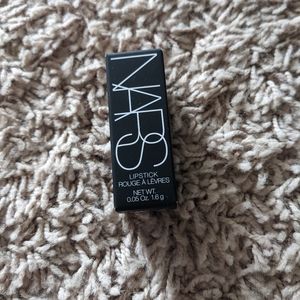 NARS
LIPSTICK
ROUGE À LÈVRES
NET WT.
0.05 Oz. 1.6 g